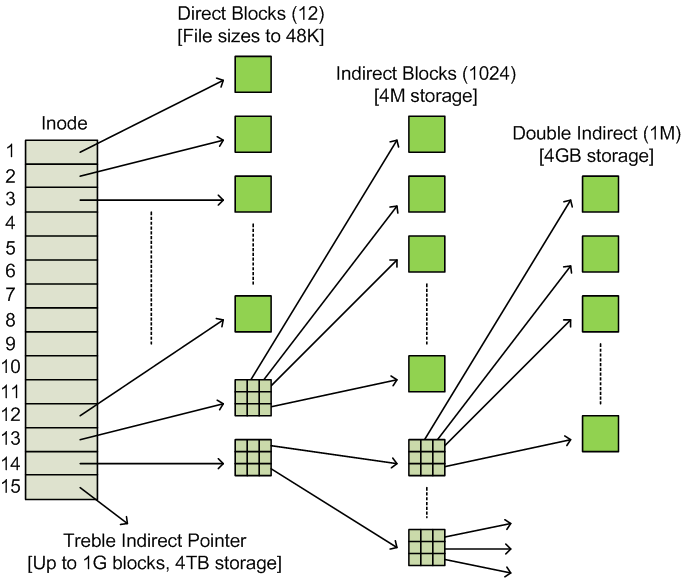 Direct Blocks (12)
[File sizes to 48K]
Indirect Blocks (1024)
[4M storage]
Double Indirect (1M)
[4GB storage]
Inode
1
2
3
4
5
6
7
8
9
10
11
12
13
14
15
Treble Indirect Pointer
[Up to 1G blocks, 4TB storage]